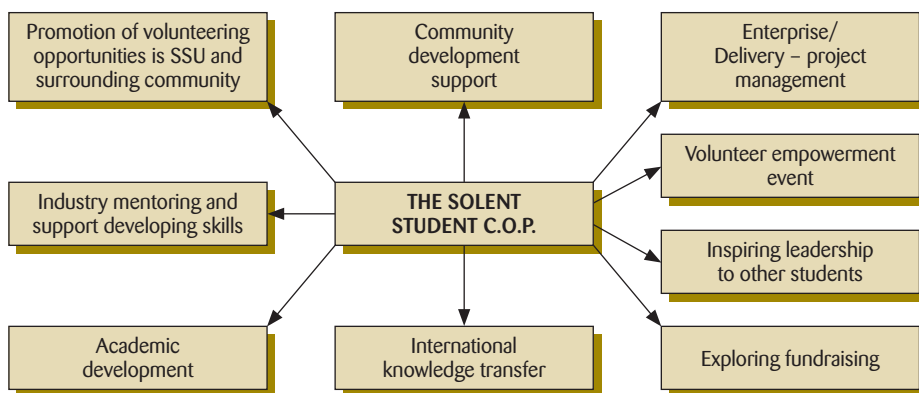 Promotion of volunteering
opportunities is SSU and
surrounding community
Community
development
support
Enterprise/
Delivery – project
management
Volunteer empowerment
event
Industry mentoring and
support developing skills
THE SOLENT
STUDENT C.O.P.
Inspiring leadership
to other students
Academic
development
International
knowledge transfer
Exploring fundraising